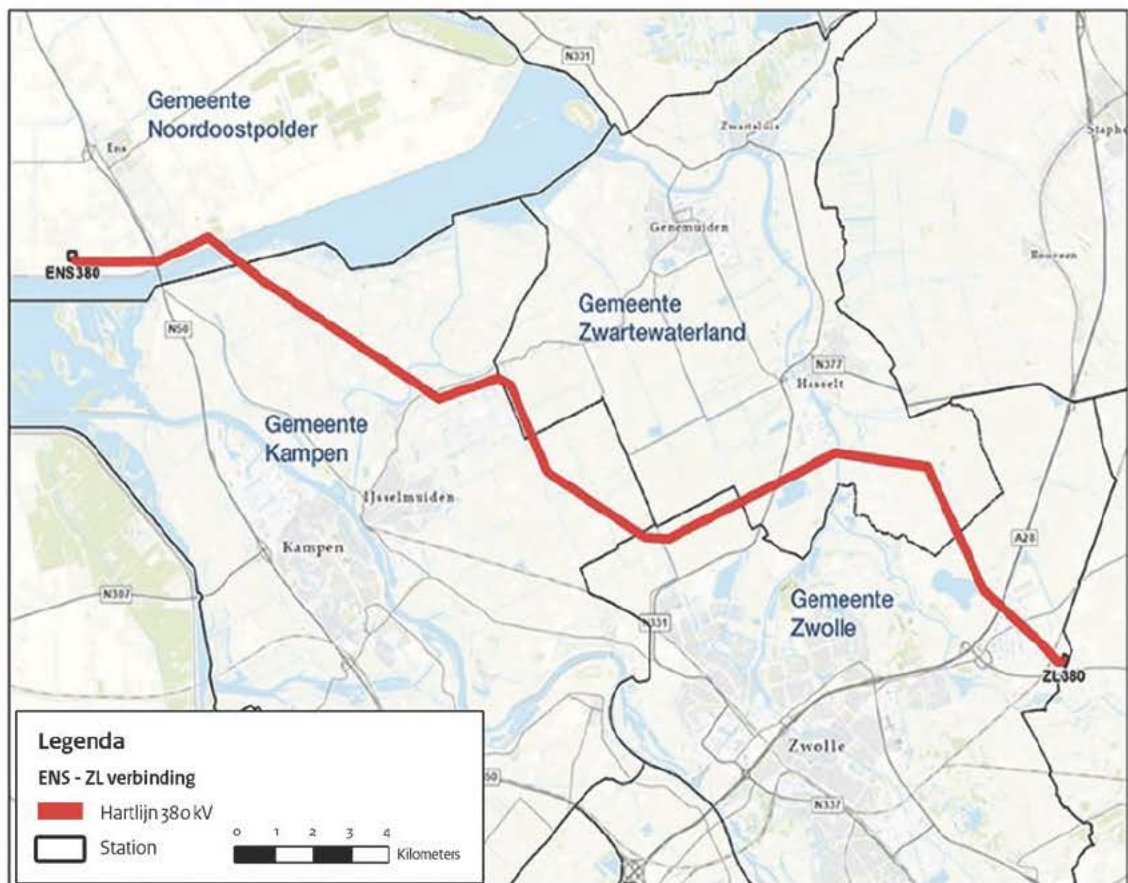 Gemeente
Noordoostpolder
N331
Zwartsluis
Staphor
Ens
Genemuiden
Rouveen
ENS380
Gemeente
Zwartewaterland
N50
N377
Hasselt
Gemeente
Kampen
IJsselmuiden
Kampen
A28
N307
Gemeente
Zwolle
N331
ZL380
Zwolle
N337
50
Legenda
ENS - ZL verbinding
Hartlijn 380 kV
Station
0 1 2 3 4
Kilometers